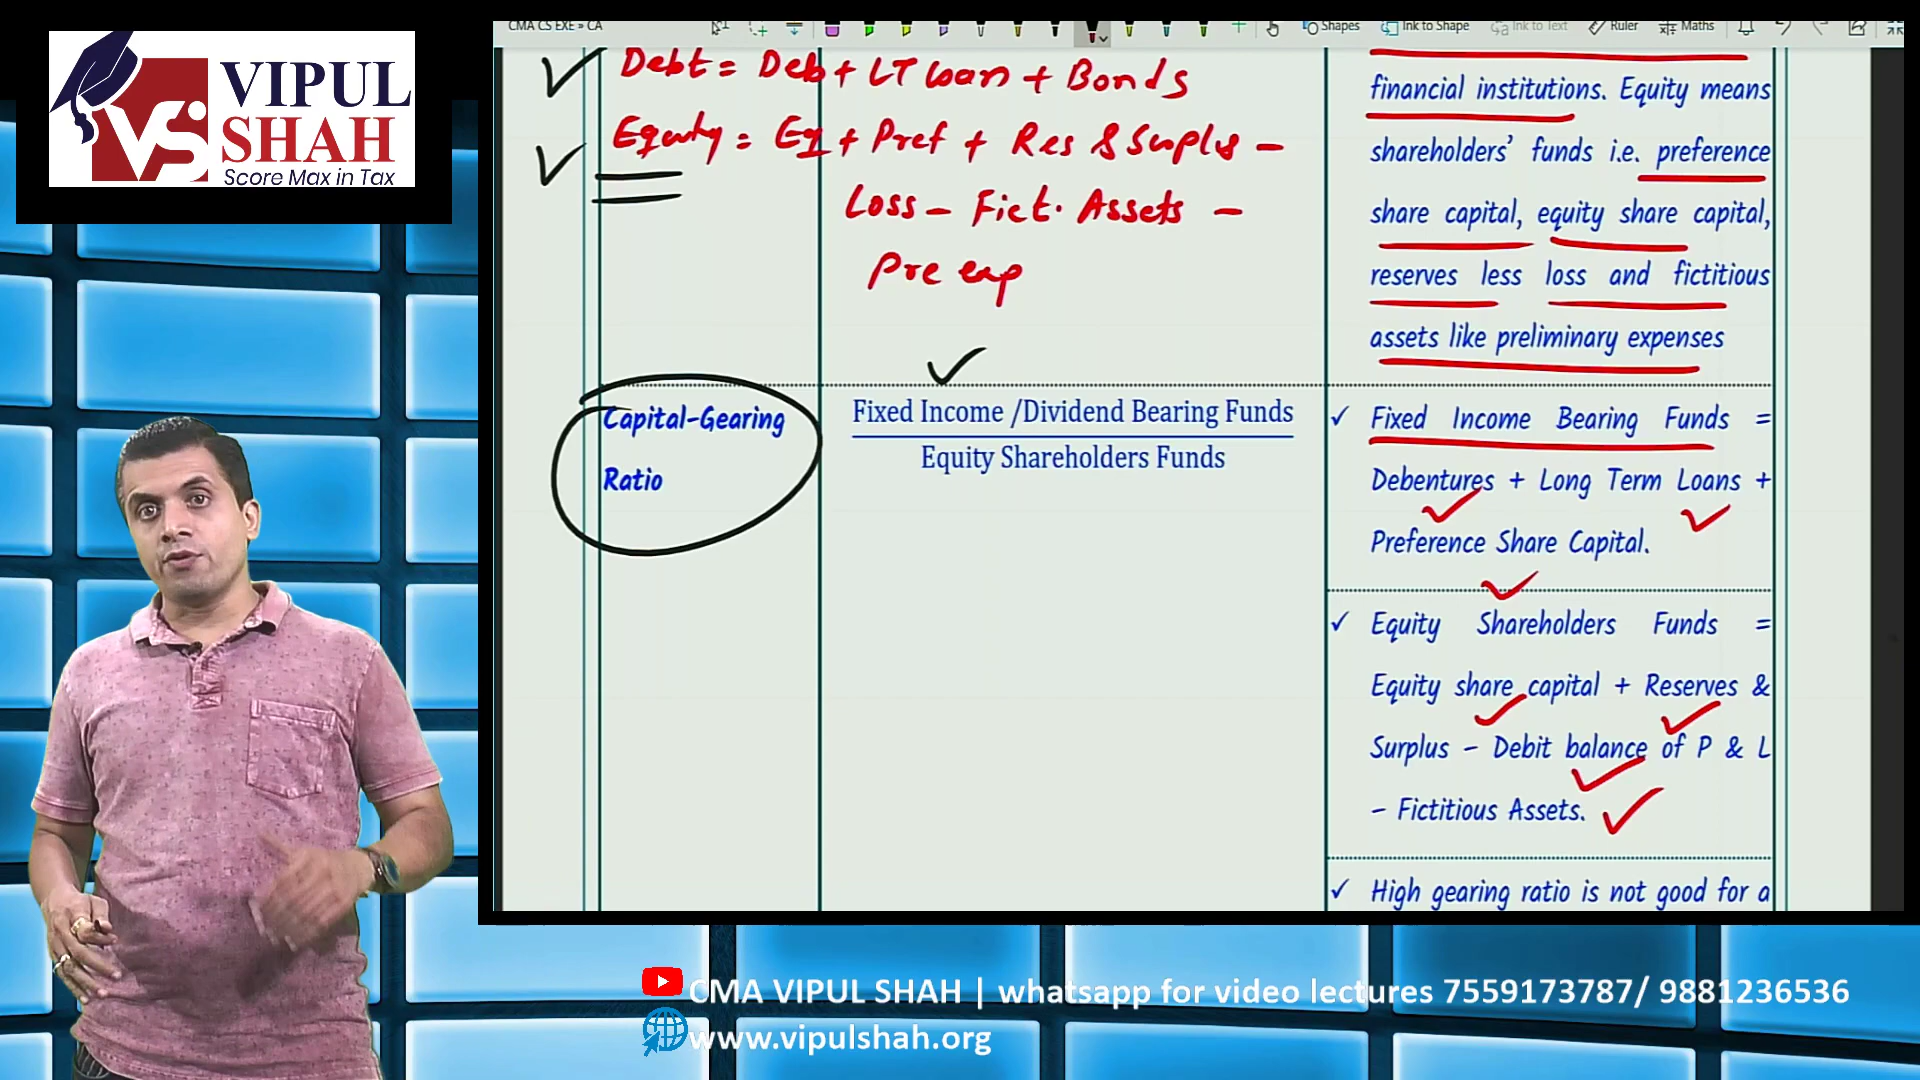 VIPUL
SHAH
VS
Score Max in Tax
CMA CS EXE » CA
Shapes
Ink to Shape
Ink to Text
Ruler
Maths
Debt = Deb + LT loan + Bonds
Equity = Eq + Pref + Res & Surplus -
Loss - Fict. Assets -
Pre exp
financial institutions. Equity means
shareholders' funds i.e. preference
share capital, equity share capital,
reserves less loss and fictitious
assets like preliminary expenses
Capital-Gearing
Ratio
Fixed Income /Dividend Bearing Funds
Equity Shareholders Funds
✓ Fixed Income Bearing Funds =
Debentures + Long Term Loans +
Preference Share Capital.
✓ Equity Shareholders Funds =
Equity share capital + Reserves &
Surplus - Debit balance of P & L
- Fictitious Assets.
✓ High gearing ratio is not good for a
CMA VIPUL SHAH | whatsapp for video lectures 7559173787/ 9881236536
www.vipulshah.org